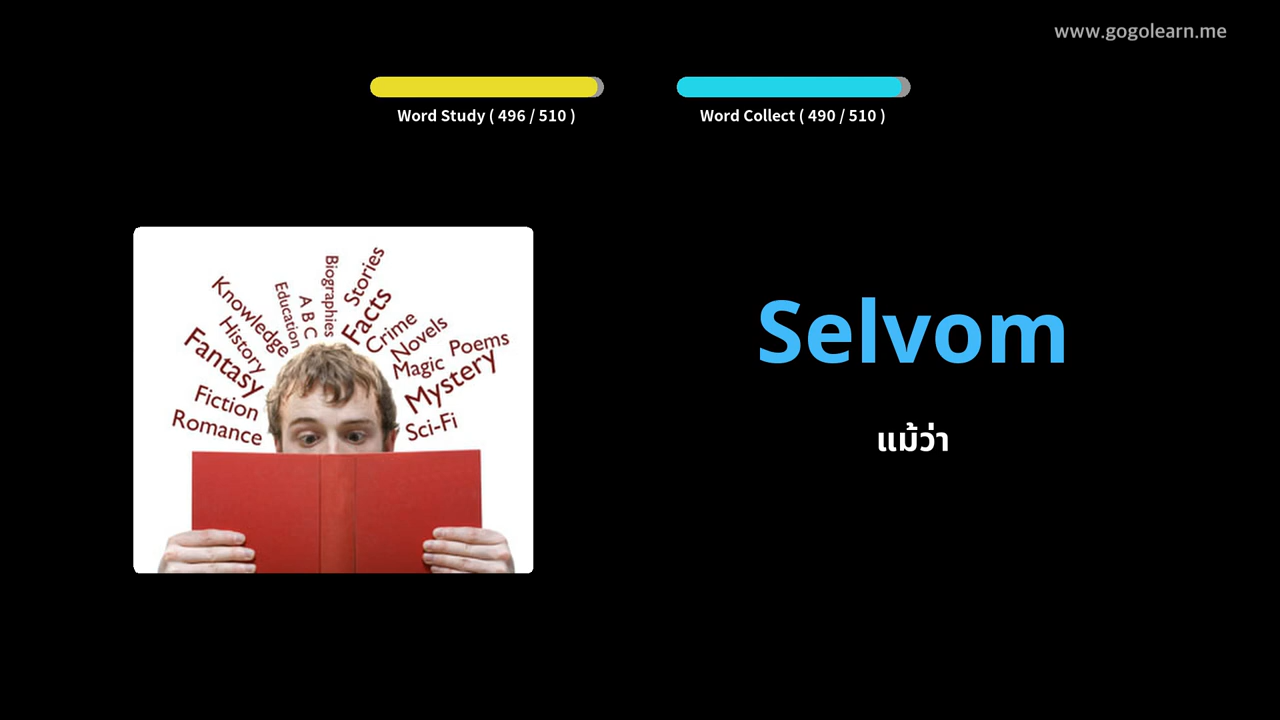 www.gogolearn.me
Word Study ( 496 / 510 )
Word Collect ( 490 / 510 )
Selvom
แม้ว่า
Romance
Fiction
Fantasy
History
Knowledge
Education
A B C
Biographies
Stories
Facts
Crime
Novels
Magic
Poems
Mystery
Sci-Fi